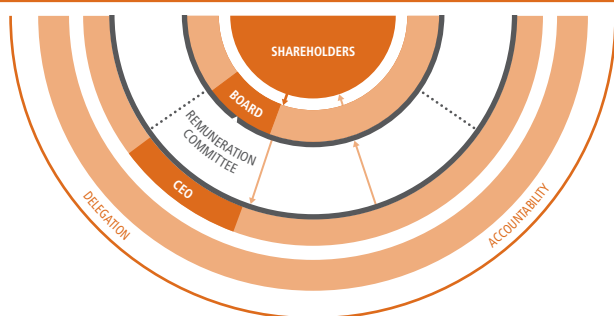 SHAREHOLDERS
BOARD
REMUNERATION
COMMITTEE
CEO
DELEGATION
ACCOUNTABILITY